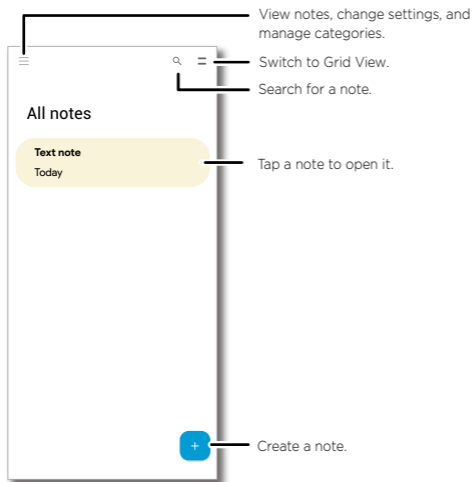 View notes, change settings, and
manage categories.
Switch to Grid View.
Search for a note.
All notes
Text note
Today
Tap a note to open it.
+
Create a note.